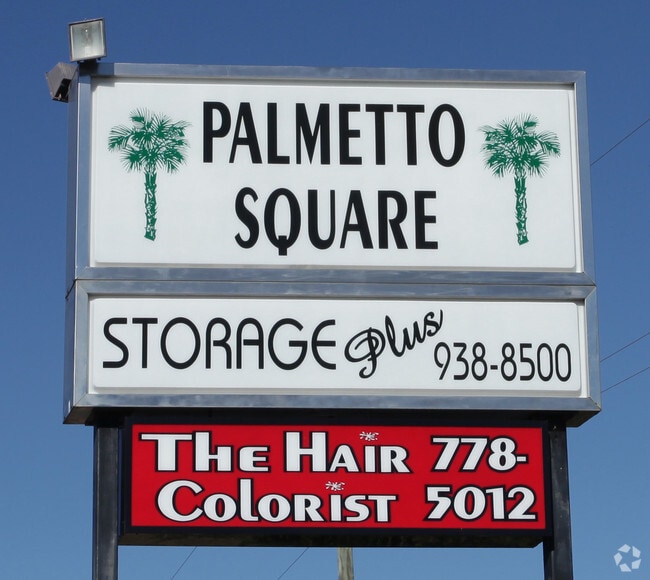 PALMETTO
SQUARE
STORAGE Plus 938-8500
THE HAIR 778-
COLORIST 5012